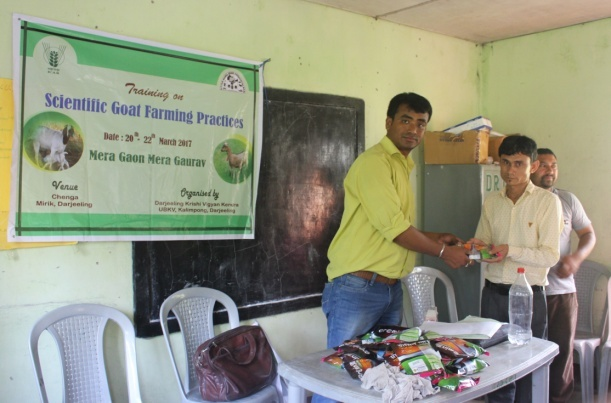 Training on
Scientific Goat Farming Practices
Date : 20th- 22th March 2017
Mera Gaon Mera Gaurav
Venue
Chenga
Mirik, Darjeeling
Organised by
Darjeeling Krishi Vigyan Kendra
UBKV, Kalimpong, Darjeeling
DR